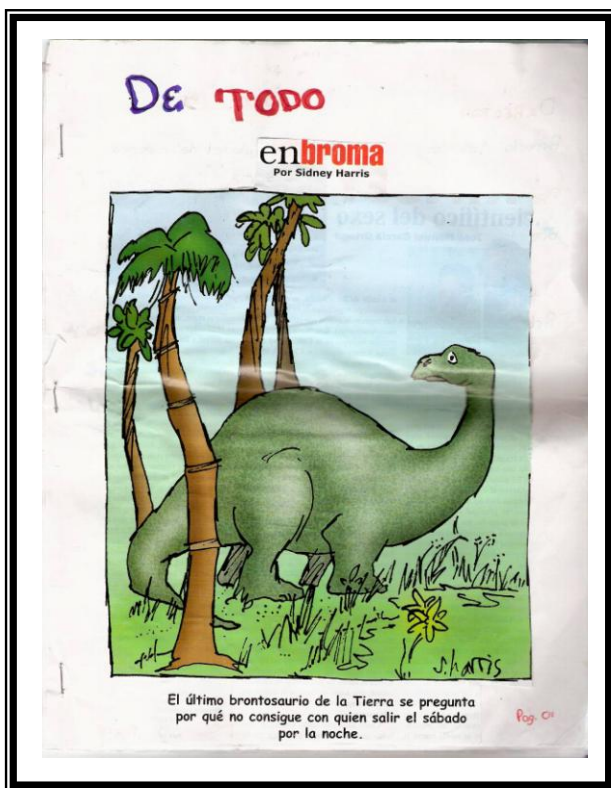 De TODO
enbroma
Por Sidney Harris
S. harris
El último brontosaurio de la Tierra se pregunta
por qué no consigue con quien salir el sábado
por la noche.
Pag. 01